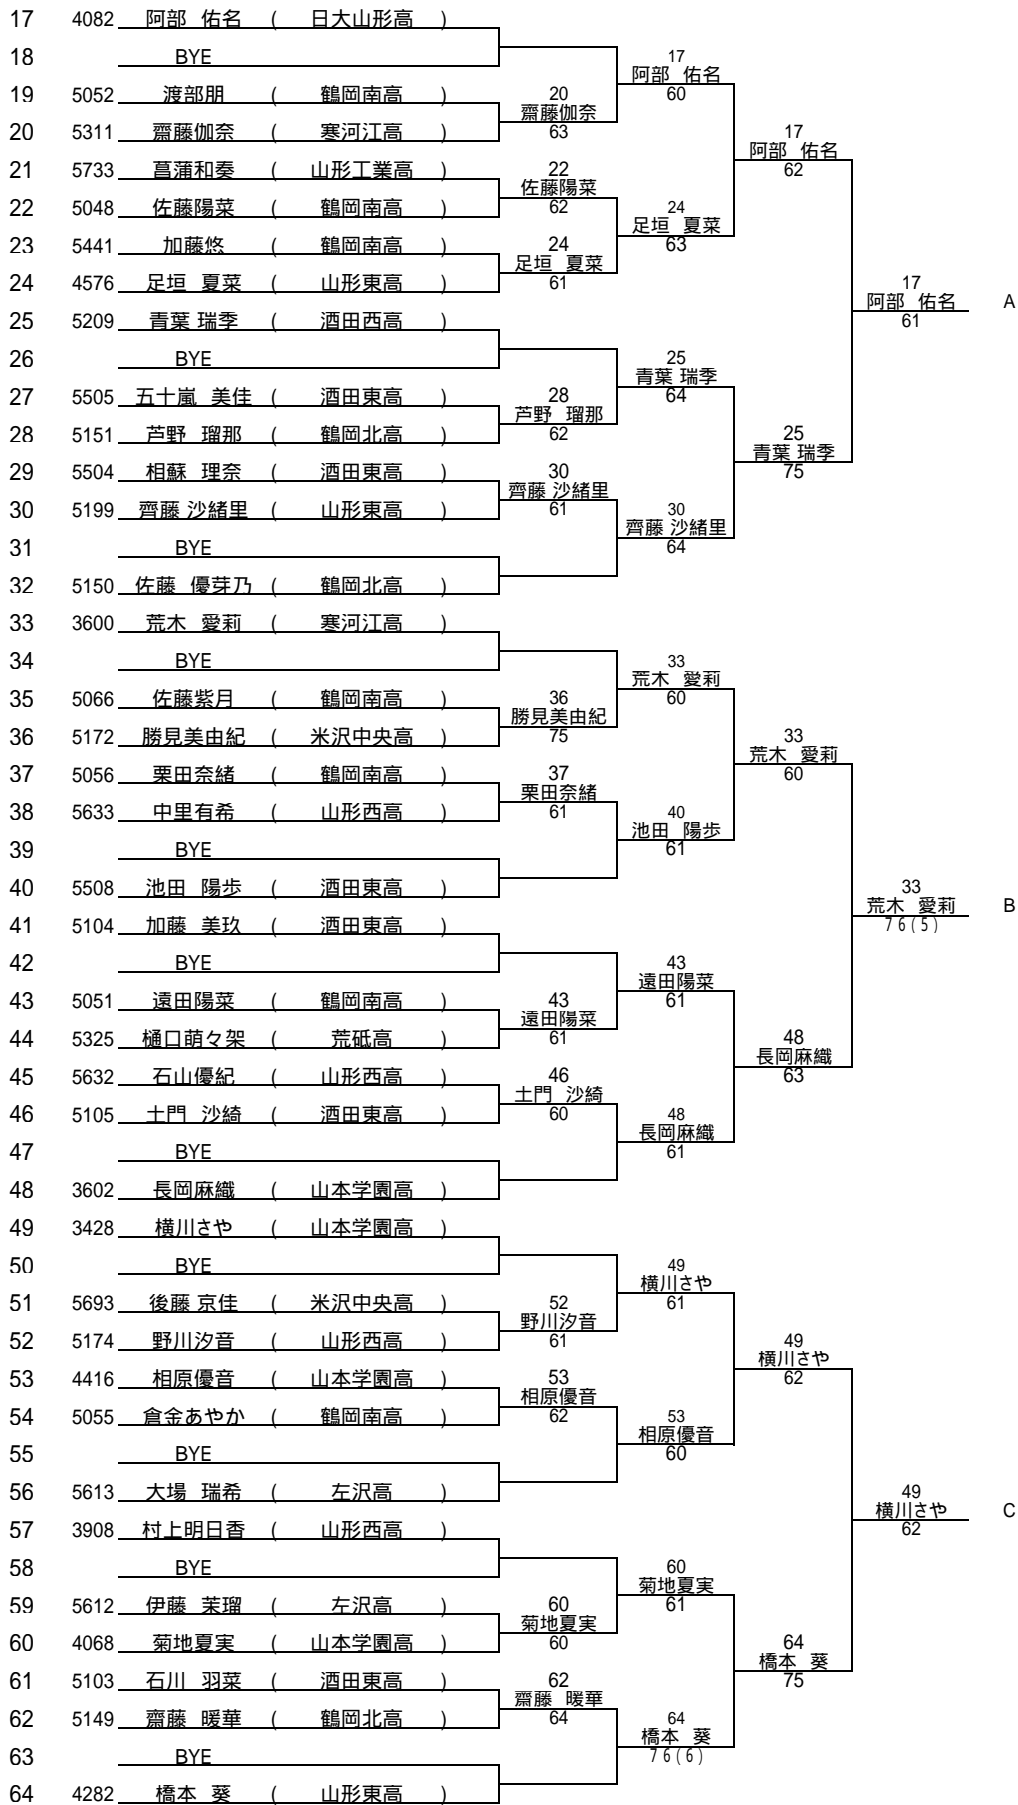 17 4082 阿部 佑名 ( 日大山形高 )
18 BYE
17
阿部 佑名
60
19 5052 渡部朋 ( 鶴岡南高 )
20
齋藤伽奈
63
20 5311 齋藤伽奈 ( 寒河江高 )
17
阿部 佑名
62
21 5733 菖蒲和奏 ( 山形工業高 )
22
佐藤陽菜
62
22 5048 佐藤陽菜 ( 鶴岡南高 )
24
足垣 夏菜
63
23 5441 加藤悠 ( 鶴岡南高 )
24
足垣 夏菜
61
24 4576 足垣 夏菜 ( 山形東高 )
17
阿部 佑名
61
A
25 5209 青葉 瑞季 ( 酒田西高 )
26 BYE
25
青葉 瑞季
64
27 5505 五十嵐 美佳 ( 酒田東高 )
28
芦野 瑠那
62
28 5151 芦野 瑠那 ( 鶴岡北高 )
25
青葉 瑞季
75
29 5504 相蘇 理奈 ( 酒田東高 )
30
齊藤 沙緒里
61
30 5199 齊藤 沙緒里 ( 山形東高 )
30
齊藤 沙緒里
64
31 BYE
32 5150 佐藤 優芽乃 ( 鶴岡北高 )
33 3600 荒木 愛莉 ( 寒河江高 )
34 BYE
33
荒木 愛莉
60
35 5066 佐藤紫月 ( 鶴岡南高 )
36
勝見美由紀
75
36 5172 勝見美由紀 ( 米沢中央高 )
33
荒木 愛莉
60
37 5056 栗田奈緒 ( 鶴岡南高 )
37
栗田奈緒
61
38 5633 中里有希 ( 山形西高 )
40
池田 陽歩
61
39 BYE
40 5508 池田 陽歩 ( 酒田東高 )
33
荒木 愛莉
7 6 ( 5 )
B
41 5104 加藤 美玖 ( 酒田東高 )
42 BYE
43
遠田陽菜
61
43 5051 遠田陽菜 ( 鶴岡南高 )
43
遠田陽菜
61
44 5325 樋口萌々架 ( 荒砥高 )
48
長岡麻織
63
45 5632 石山優紀 ( 山形西高 )
46
土門 沙綺
60
46 5105 土門 沙綺 ( 酒田東高 )
48
長岡麻織
61
47 BYE
48 3602 長岡麻織 ( 山本学園高 )
49 3428 横川さや ( 山本学園高 )
50 BYE
49
横川さや
61
51 5693 後藤 京佳 ( 米沢中央高 )
52
野川汐音
61
52 5174 野川汐音 ( 山形西高 )
49
横川さや
62
53 4416 相原優音 ( 山本学園高 )
53
相原優音
62
54 5055 倉金あやか ( 鶴岡南高 )
53
相原優音
60
55 BYE
56 5613 大場 瑞希 ( 左沢高 )
49
横川さや
62
C
57 3908 村上明日香 ( 山形西高 )
58 BYE
60
菊地夏実
61
59 5612 伊藤 茉瑠 ( 左沢高 )
60
菊地夏実
60
60 4068 菊地夏実 ( 山本学園高 )
64
橋本 葵
75
61 5103 石川 羽菜 ( 酒田東高 )
62
齋藤 暖華
64
62 5149 齋藤 暖華 ( 鶴岡北高 )
64
橋本 葵
7 6 ( 6 )
63 BYE
64 4282 橋本 葵 ( 山形東高 )